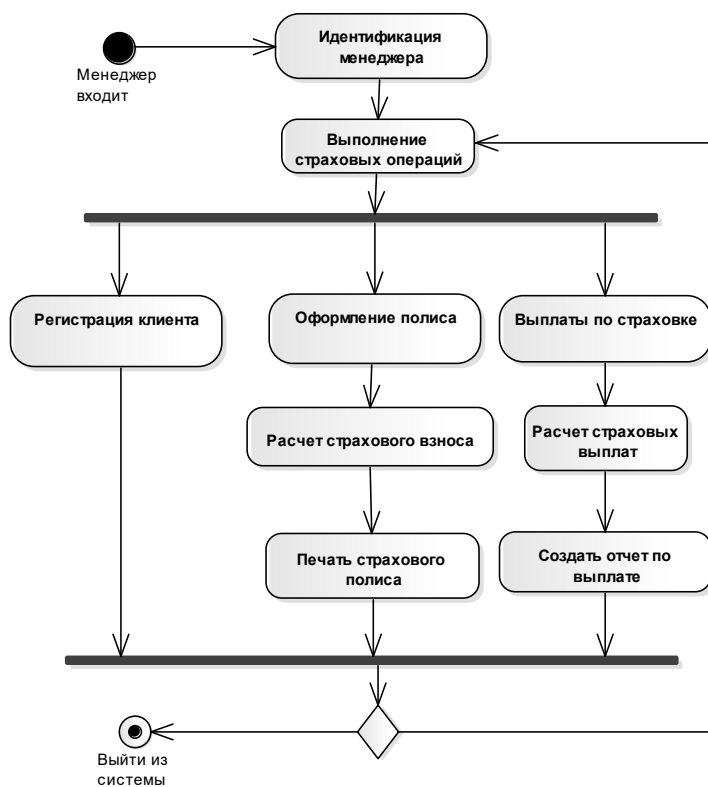 Идентификация
менеджера
Менеджер
входит
Выполнение
страховых операций
Регистрация клиента
Оформление полиса
Выплаты по страховке
Расчет страхового взноса
Расчет страховых
выплат
Печать страхового
полиса
Создать отчет по
выплате
Выйти из
системы